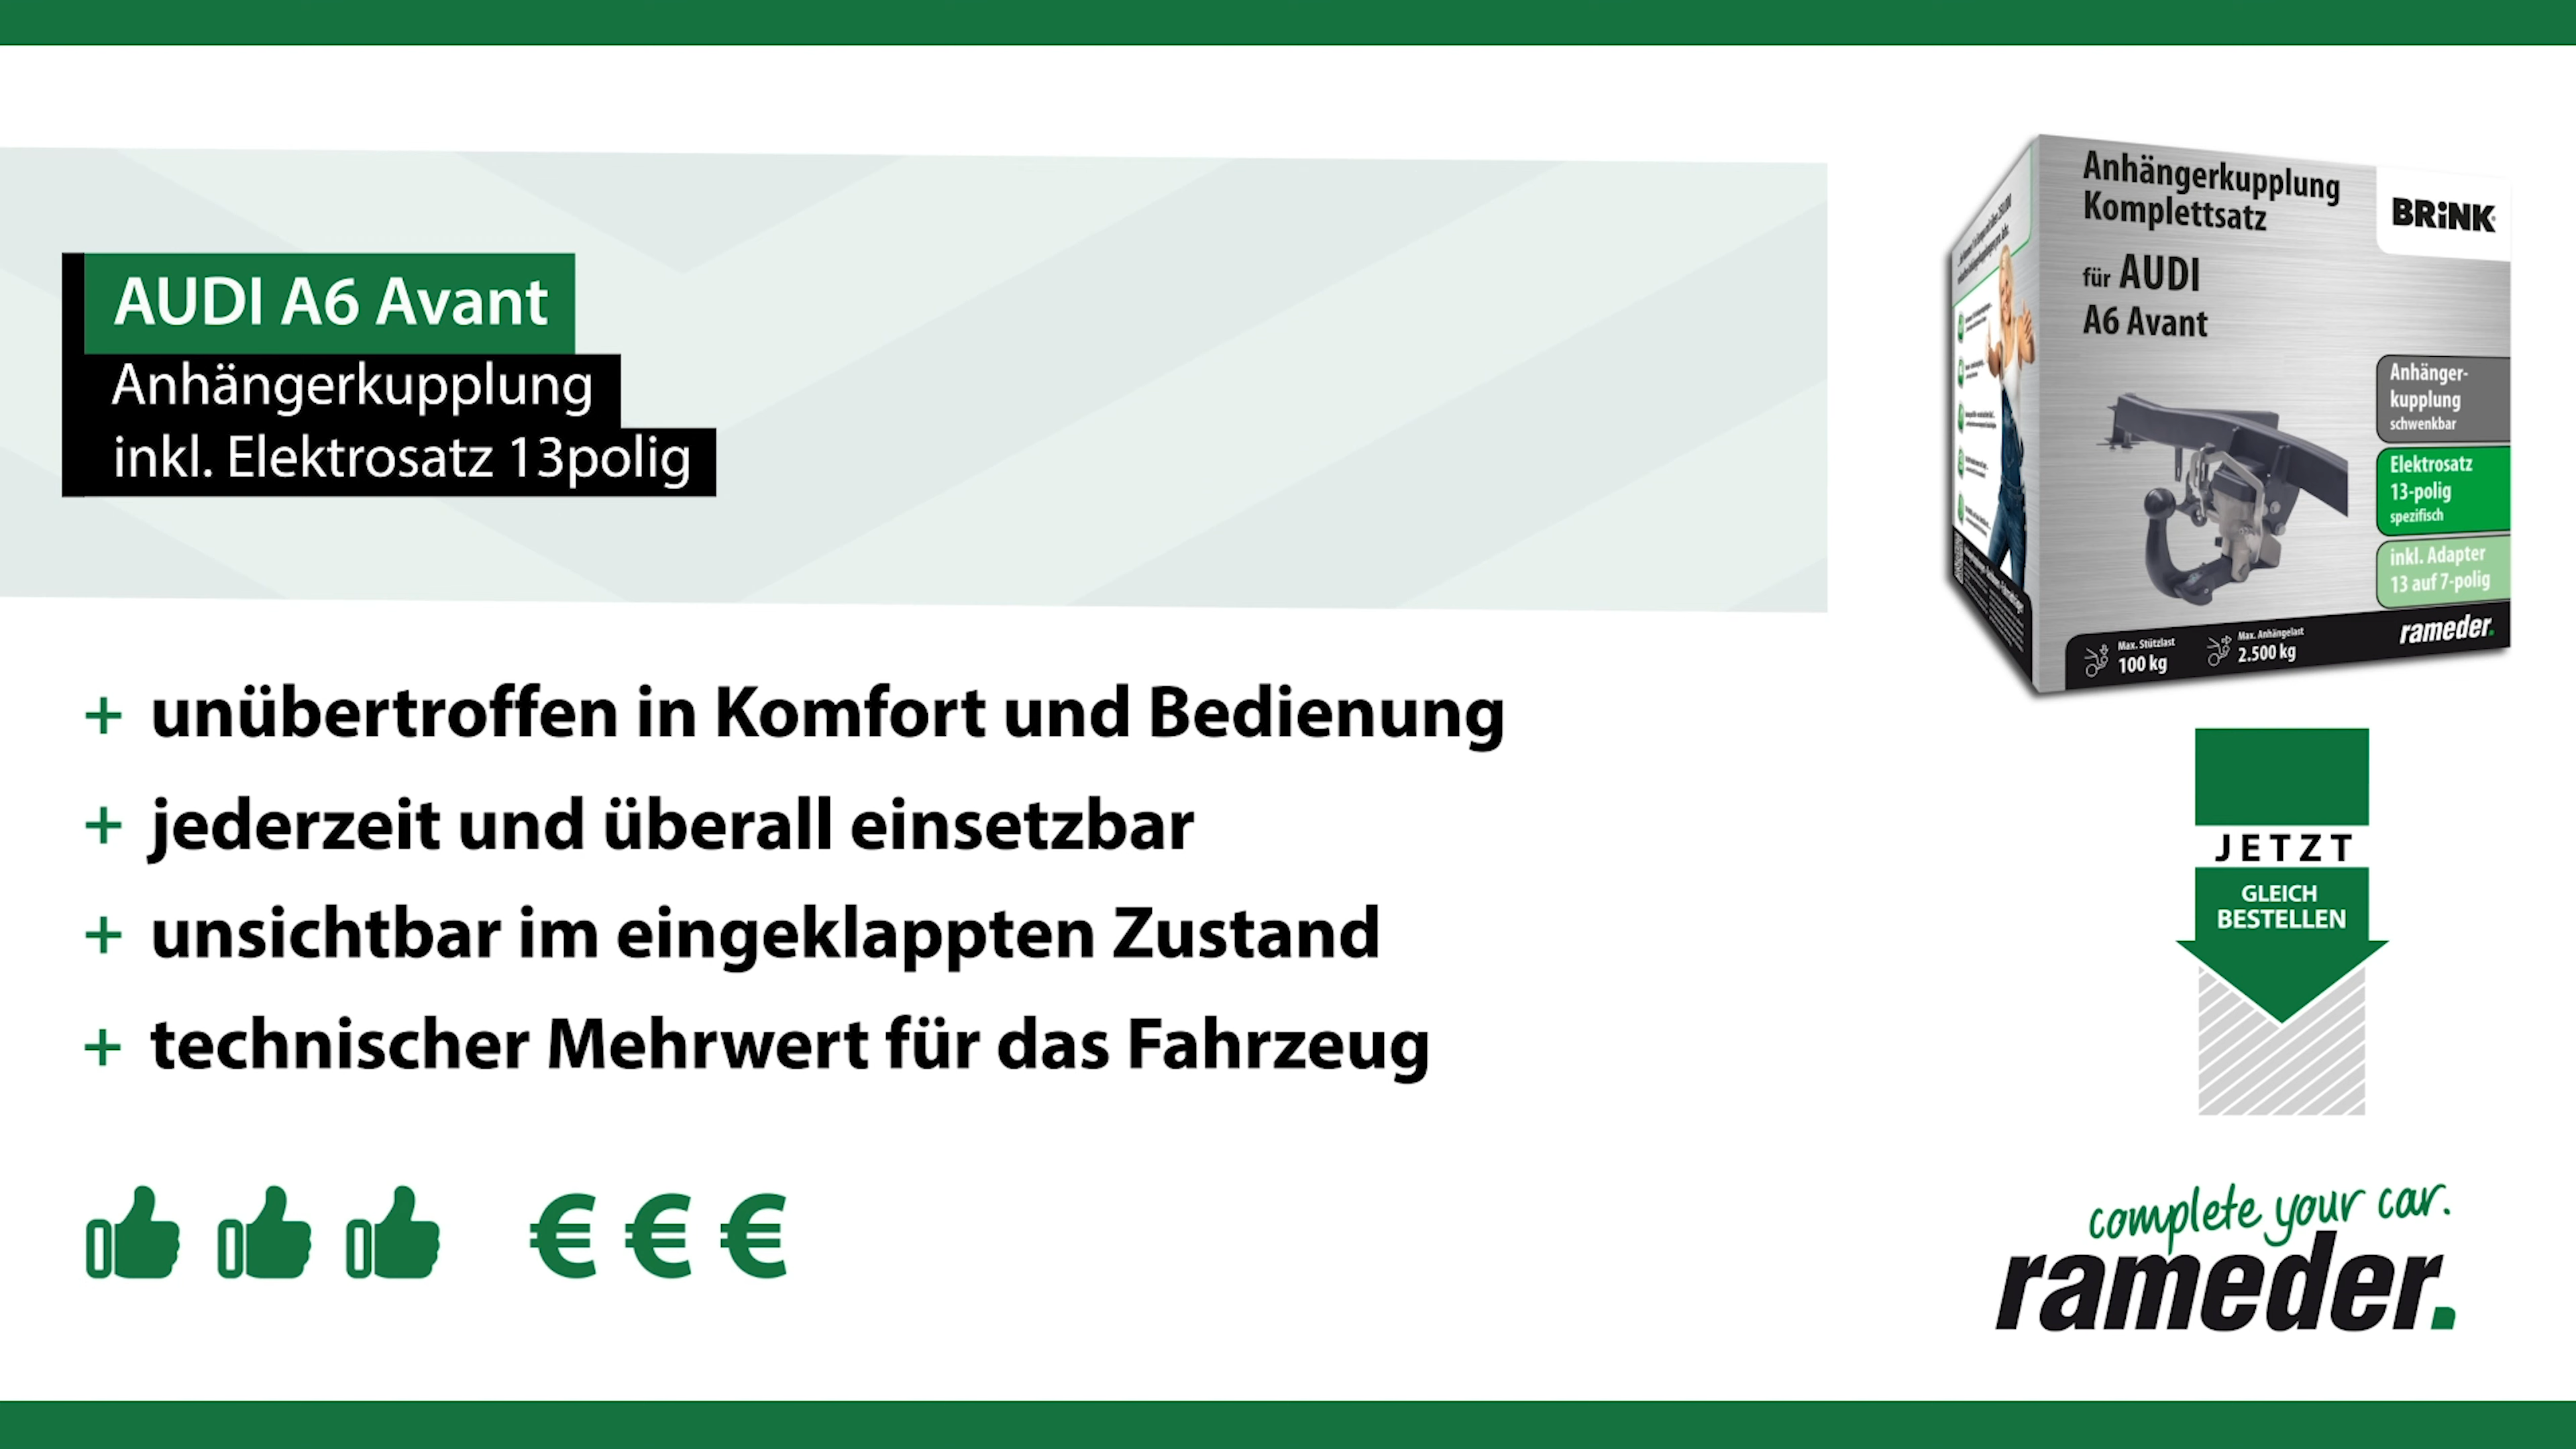 AUDI A6 Avant
Anhängerkupplung
inkl. Elektrosatz 13polig
+ unübertroffen in Komfort und Bedienung
+ jederzeit und überall einsetzbar
+ unsichtbar im eingeklappten Zustand
+ technischer Mehrwert für das Fahrzeug
€ € €
Anhängerkupplung
Komplettsatz
für AUDI
A6 Avant
BRiNK
Anhänger-
kupplung
schwenkbar
Elektrosatz
13-polig
spezifisch
inkl. Adapter
13 auf 7-polig
Max. Stützlast
100 kg
Max. Anhängelast
2.500 kg
rameder.
JETZT
GLEICH
BESTELLEN
complete your car.
rameder.